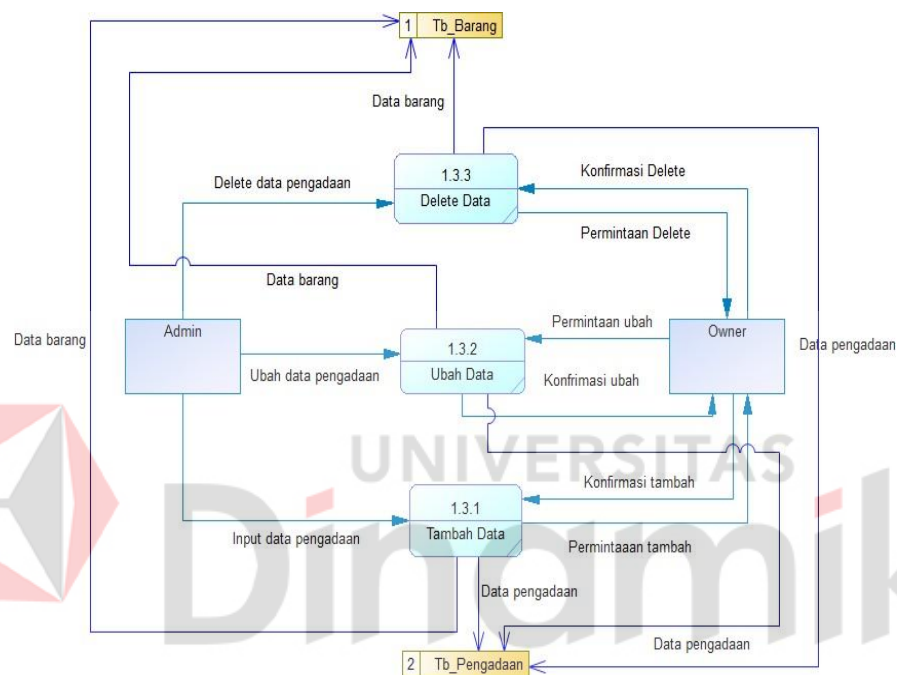 1 Tb_Barang
Data barang
1.3.3
Delete Data
Delete data pengadaan
Konfirmasi Delete
Permintaan Delete
Data barang
Data barang
Admin
Ubah data pengadaan
1.3.2
Ubah Data
Permintaan ubah
Konfrimasi ubah
Owner
Data pengadaan
UNIVERSITAS
Dinamik
Konfirmasi tambah
1.3.1
Tambah Data
Input data pengadaan
Permintaaan tambah
Data pengadaan
Data pengadaan
2 Tb_Pengadaan